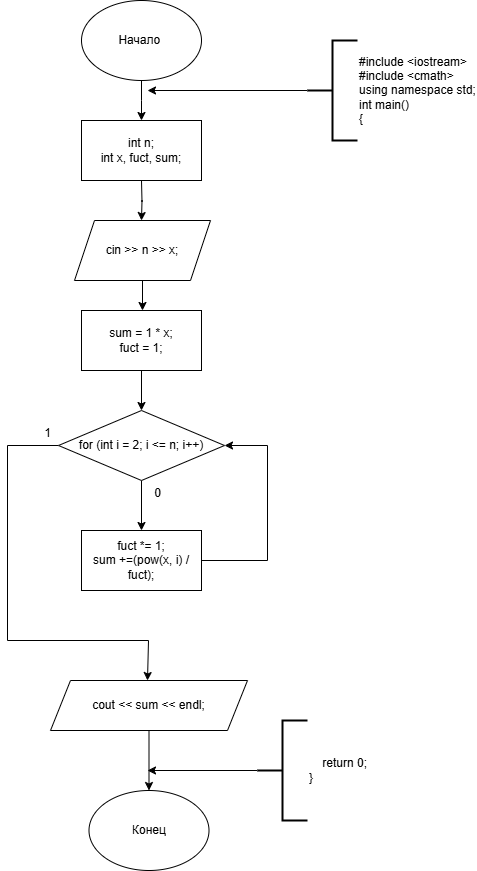 Начало
#include <iostream>
#include <cmath>
using namespace std;
int main()
{
int n;
int x, fuct, sum;
cin >> n >> x;
sum = 1 * x;
fuct = 1;
1
for (int i = 2; i <= n; i++)
0
fuct *= 1;
sum +=(pow(x, i) /
fuct);
cout << sum << endl;
return 0;
}
Конец